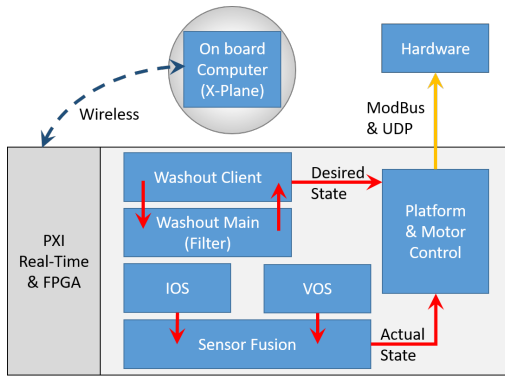 On board
Computer
(X-Plane)
Hardware
Wireless
ModBus
& UDP
Washout Client
Desired
State
Washout Main
(Filter)
Platform
& Motor
Control
PXI
Real-Time
& FPGA
IOS
VOS
Sensor Fusion
Actual
State